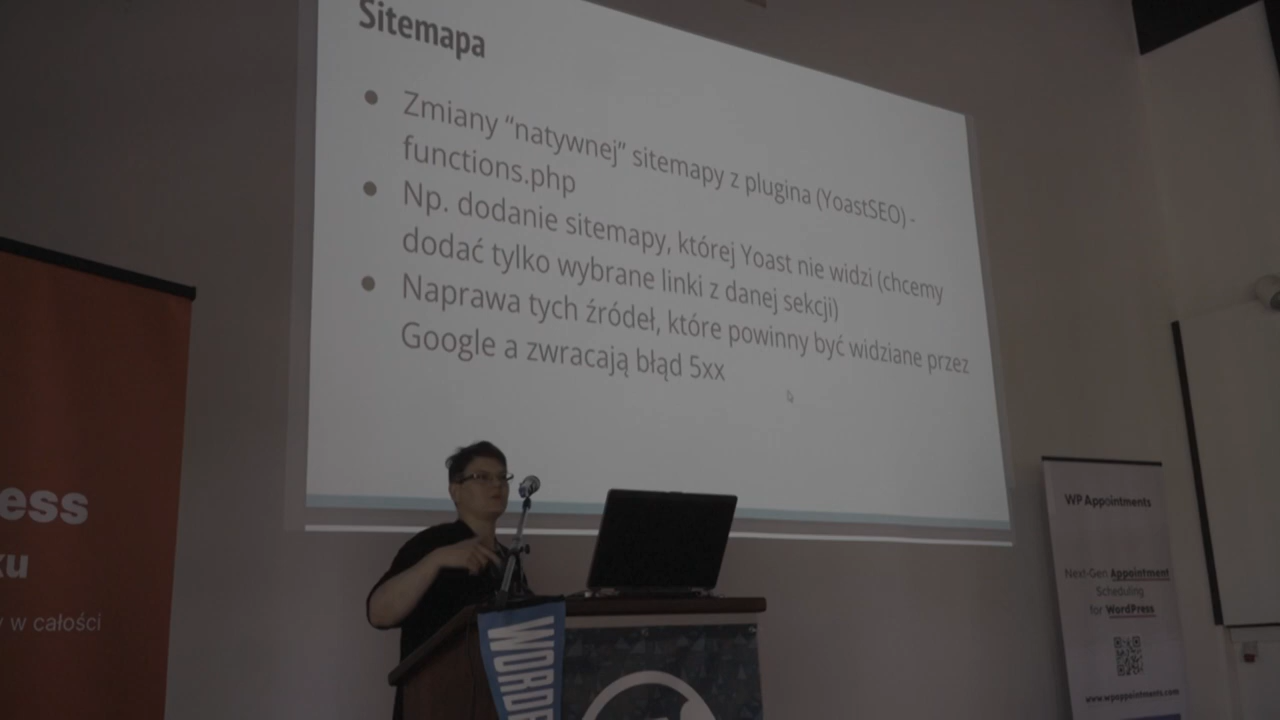 Sitemapa
Zmiany “natywnej” sitemapy z plugina (YoastSEO) -
functions.php
Np. dodanie sitemapy, której Yoast nie widzi (chcemy
dodać tylko wybrane linki z danej sekcji)
Naprawa tych źródeł, które powinny być widziane przez
Google a zwracają błąd 5xx
ess
ku
w całości
WORD
WP Appointments
Next-Gen Appointment
Scheduling
for WordPress
www.wpappointments.com